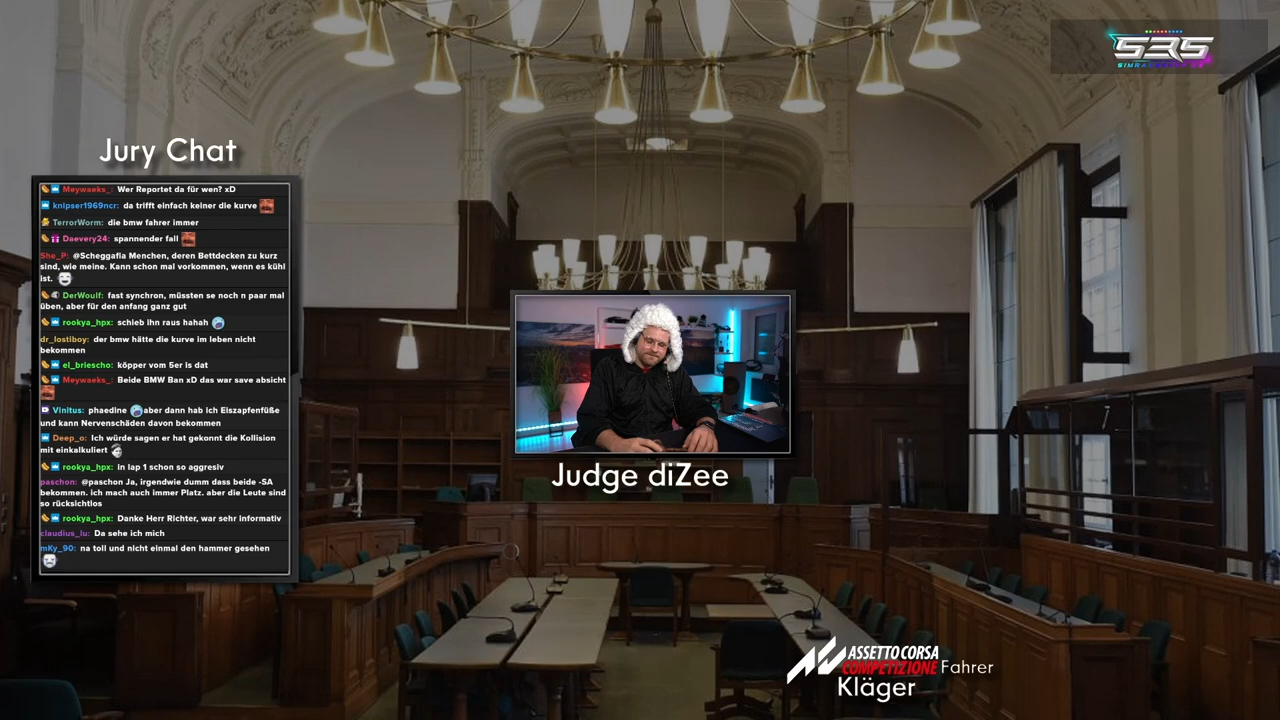 S3S
Jury Chat
Meywaeks_: Wer Reportet da für wen? xD
knipser1969ncr: da trifft einfach keiner die kurve
TerrorWorm: die bmw fahrer immer
Daevery24: spannender fall
She_P: @Scheggafia Menchen, deren Bettdecken zu kurz
sind, wie meine. Kann schon mal vorkommen, wenn es kühl
ist.
DerWoulf: fast synchron, müssten se noch n paar mal
üben, aber für den anfang ganz gut
rookya_hpx: schieb ihn raus hahah
dr_lostiboy: der bmw hätte die kurve im leben nicht
bekommen
el_briescho: köpper vom 5er is dat
Meywaeks_: Beide BMW Ban xD das war save absicht
Vinitus: phaedine aber dann hab ich Eiszapfenfüße
und kann Nervenschäden davon bekommen
Deep_o: Ich würde sagen er hat gekonnt die Kollision
mit einkalkuliert
rookya_hpx: in lap 1 schon so aggresiv
paschon: @paschon Ja, irgendwie dumm dass beide -SA
bekommen. ich mach auch immer Platz. aber die Leute sind
so rücksichtlos
rookya_hpx: Danke Herr Richter, war sehr informativ
claudius_lu: Da sehe ich mich
mKy_90: na toll und nicht einmal den hammer gesehen
Judge diZee
ASSETTO CORSA
COMPETIZIONE Fahrer
Kläger